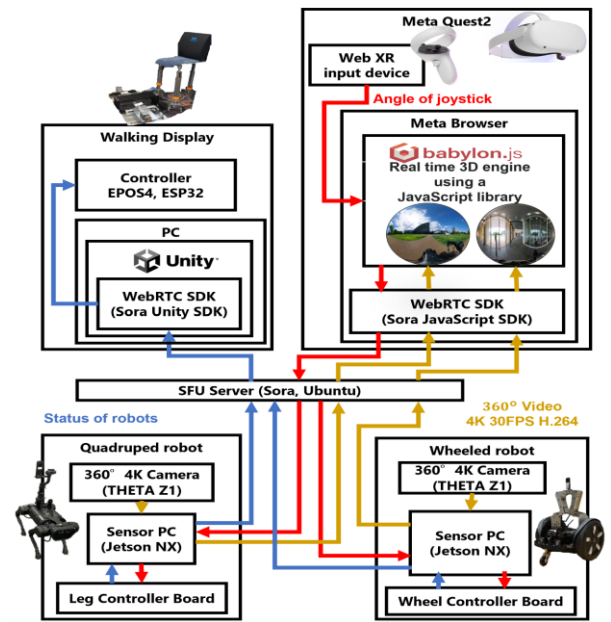 Meta Quest2
Web XR
input device
Angle of joystick
Walking Display
Meta Browser
Controller
EPOS4, ESP32
babylon.js
Real time 3D engine
using a
JavaScript library
PC
Unity
WebRTC SDK
(Sora Unity SDK)
WebRTC SDK
(Sora JavaScript SDK)
SFU Server (Sora, Ubuntu)
Status of robots
360° Video
4K 30FPS H.264
Quadruped robot
360° 4K Camera
(THETA Z1)
Sensor PC
(Jetson NX)
Leg Controller Board
Wheeled robot
360° 4K Camera
(THETA Z1)
Sensor PC
(Jetson NX)
Wheel Controller Board